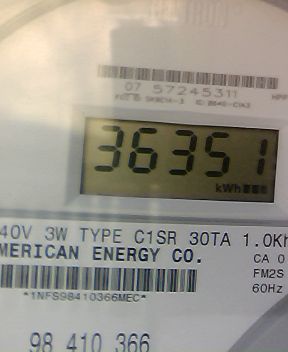 07 57245311
36351
kWh
40V 3W TYPE C1SR 30TA 1.0Kh
MERICAN ENERGY CO.
CA 0
FM2S
60Hz
*1NFS98410366MEC*
98 410 366